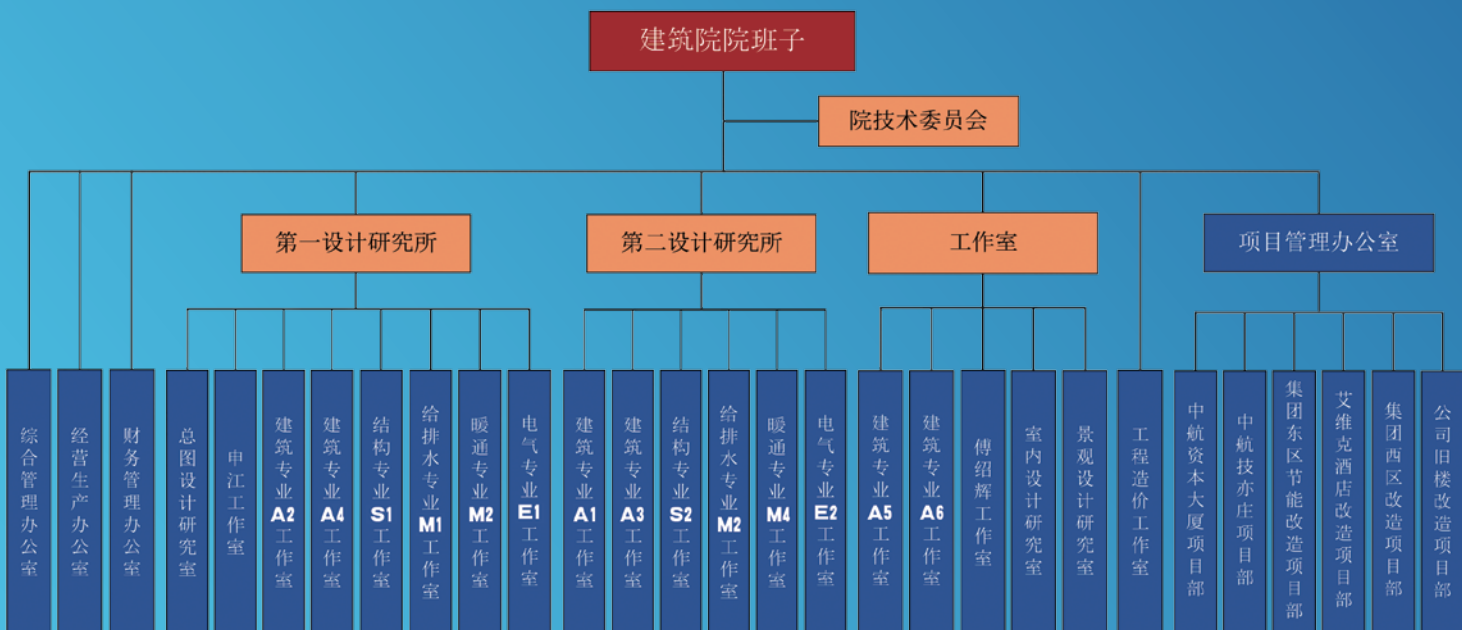 建筑院院班子
院技术委员会
第一设计研究所
第二设计研究所
工作室
项目管理办公室
综合管理办公室
经营生产办公室
财务管理办公室
总图设计研究室
申江工作室
建筑专业A2工作室
建筑专业A4工作室
结构专业S1工作室
给排水专业M1工作室
暖通专业M2工作室
电气专业E1工作室
建筑专业A1工作室
建筑专业A3工作室
结构专业S2工作室
给排水专业M2工作室
暖通专业M4工作室
电气专业E2工作室
建筑专业A5工作室
建筑专业A6工作室
傅绍辉工作室
室内设计研究室
景观设计研究室
工程造价工作室
中航资本大厦项目部
中航技亦庄项目部
集团东区节能改造项目部
艾维克酒店改造项目部
集团西区改造项目部
公司旧楼改造项目部